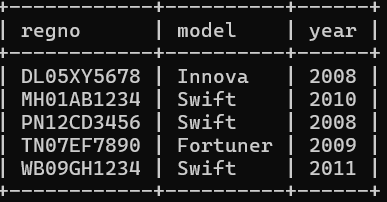 regno model year
DL05XY5678 Innova 2008
MH01AB1234 Swift 2010
PN12CD3456 Swift 2008
TN07EF7890 Fortuner 2009
WB09GH1234 Swift 2011